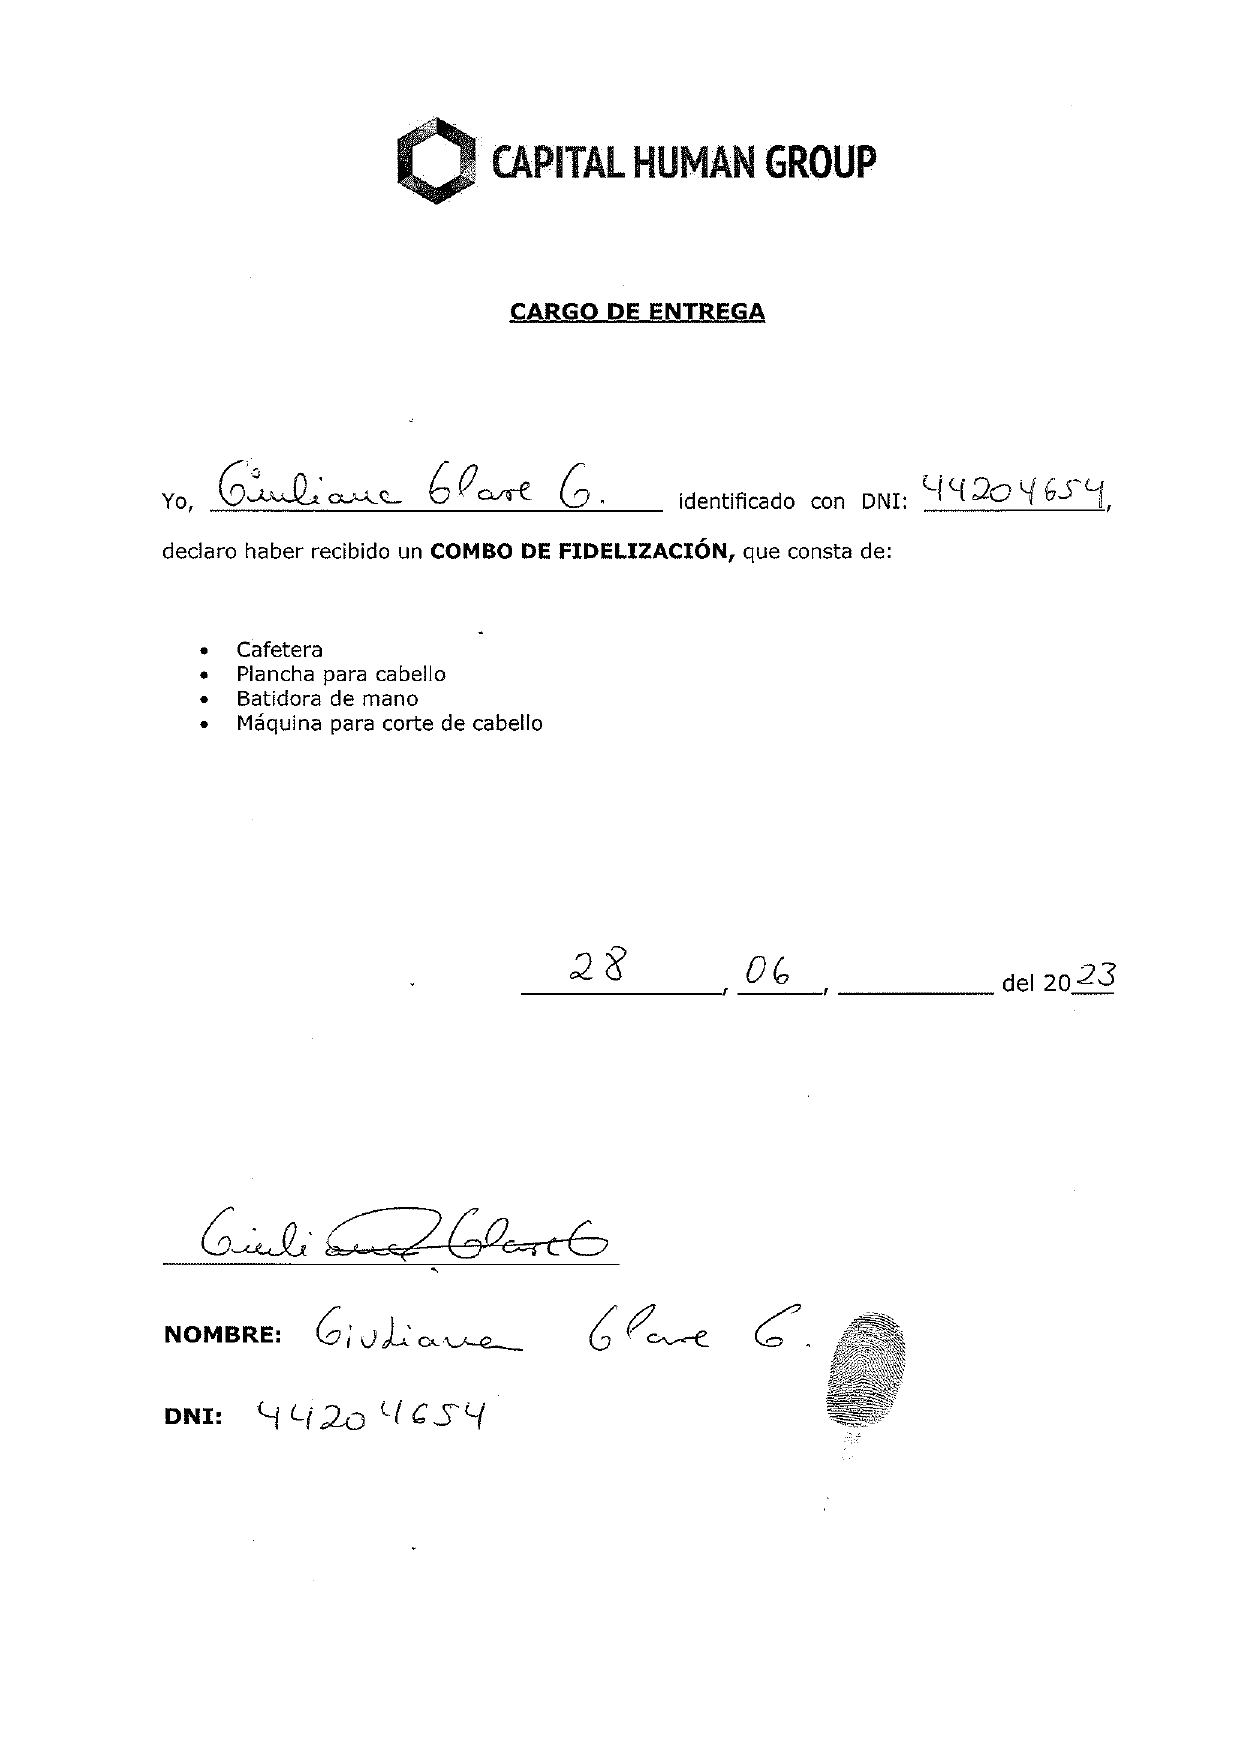 CAPITAL HUMAN GROUP
CARGO DE ENTREGA
Yo, Giuliana Glave G. identificado con DNI: 44204654,
declaro haber recibido un COMBO DE FIDELIZACIÓN, que consta de:
• Cafetera
• Plancha para cabello
• Batidora de mano
• Máquina para corte de cabello
28, 06, del 2023
Giuliana Glave G
NOMBRE: Giuliana Glave G.
DNI: 44204654